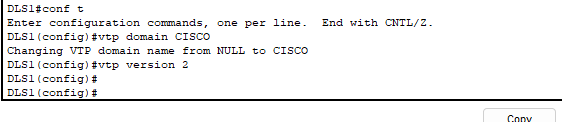 DLS1#conf t
Enter configuration commands, one per line.  End with CNTL/Z.
DLS1(config)#vtp domain CISCO
Changing VTP domain name from NULL to CISCO
DLS1(config)#vtp version 2
DLS1(config)#
DLS1(config)#
Copy